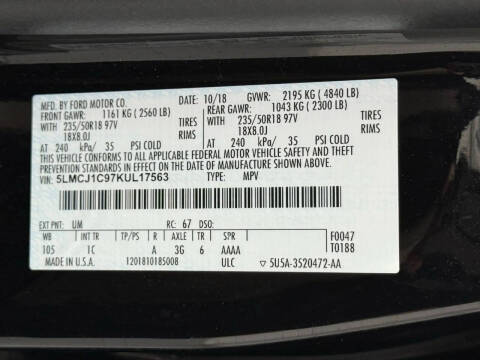 MFD. BY FORD MOTOR CO. DATE: 10/18 GVWR: 2195 KG ( 4840 LB)
FRONT GAWR: 1161 KG ( 2560 LB) REAR GAWR: 1043 KG ( 2300 LB)
WITH 235/50R18 97V TIRES WITH 235/50R18 97V TIRES
18X8.0J RIMS 18X8.0J RIMS
AT 240 kPa/ 35 PSI COLD AT 240 kPa/ 35 PSI COLD
THIS VEHICLE CONFORMS TO ALL APPLICABLE FEDERAL MOTOR VEHICLE SAFETY AND THEFT PREVENTION STANDARDS IN EFFECT ON THE DATE OF MANUFACTURE SHOWN ABOVE.
VIN: 5LMCJ1C97KUL17563 TYPE: MPV
EXT PNT: UM RC: 67 DSO: F0047
WB TP/PS R AXLE TR SPR T0188
105 1C A 3G 6 AAAA
MADE IN U.S.A. 1201810185008 ULC 5U5A-3520472-AA